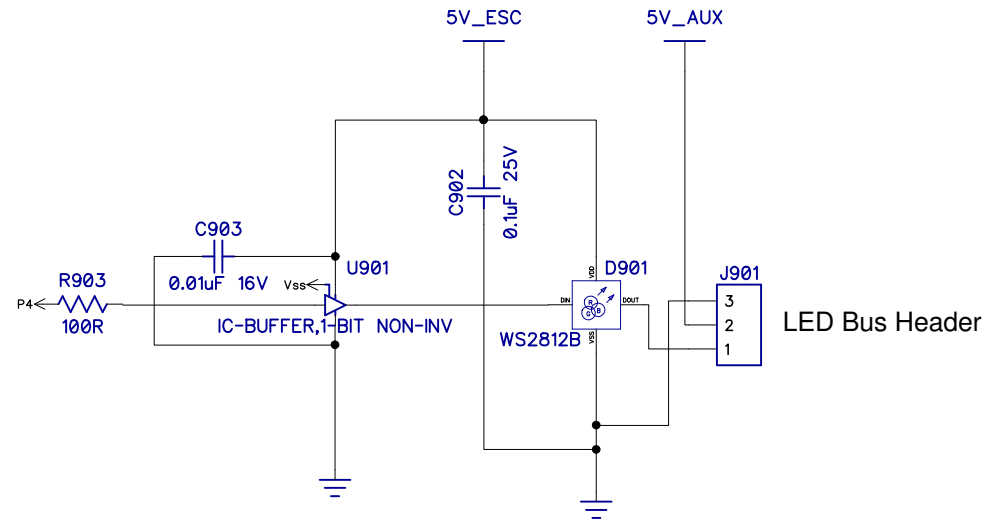 5V_ESC
5V_AUX
C902
0.1uF 25V
C903
0.01uF 16V
R903
100R
P4
Vss
U901
IC-BUFFER,1-BIT NON-INV
D901
VDD
DIN
DOUT
R
G
B
VSS
WS2812B
J901
3
2
1
LED Bus Header